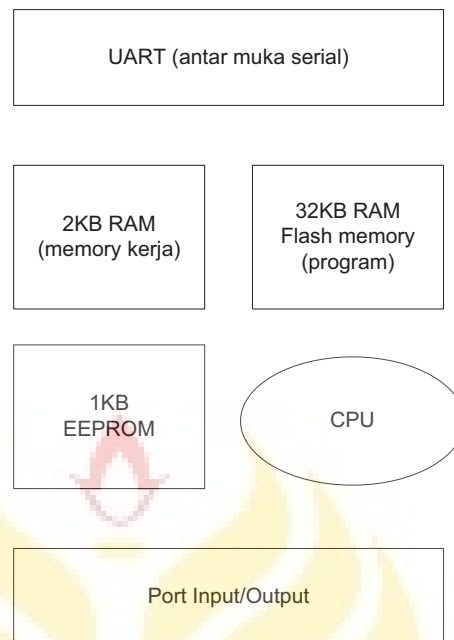 UART (antar muka serial)
2KB RAM
(memory kerja)
32KB RAM
Flash memory
(program)
1KB
EEPROM
CPU
Port Input/Output